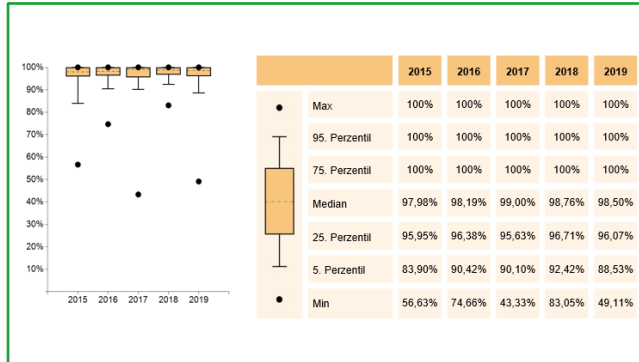 100%
90%
80%
70%
60%
50%
40%
30%
20%
10%
2015 2016 2017 2018 2019
2015 2016 2017 2018 2019
Max 100% 100% 100% 100% 100%
95. Perzentil 100% 100% 100% 100% 100%
75. Perzentil 100% 100% 100% 100% 100%
Median 97,98% 98,19% 99,00% 98,76% 98,50%
25. Perzentil 95,95% 96,38% 95,63% 96,71% 96,07%
5. Perzentil 83,90% 90,42% 90,10% 92,42% 88,53%
Min 56,63% 74,66% 43,33% 83,05% 49,11%